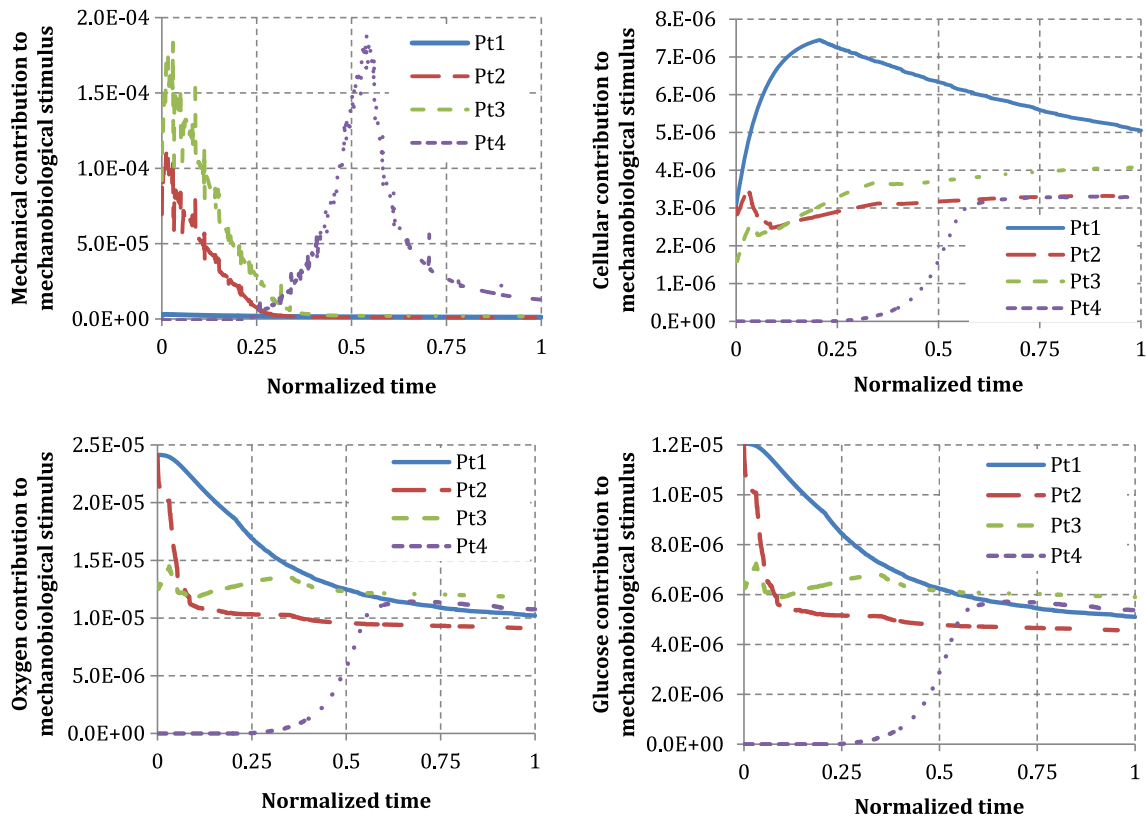 Mechanical contribution to
mechanobiological stimulus
2.0E-04
1.5E-04
1.0E-04
5.0E-05
0.0E+00
Pt1
Pt2
Pt3
Pt4
0
0.25
0.5
0.75
1
Normalized time
Cellular contribution to
mechanobiological stimulus
8.E-06
7.E-06
6.E-06
5.E-06
4.E-06
3.E-06
2.E-06
1.E-06
0.E+00
Pt1
Pt2
Pt3
Pt4
0
0.25
0.5
0.75
1
Normalized time
Oxygen contribution to
mechanobiological stimulus
2.5E-05
2.0E-05
1.5E-05
1.0E-05
5.0E-06
0.0E+00
Pt1
Pt2
Pt3
Pt4
0
0.25
0.5
0.75
1
Normalized time
Glucose contribution to
mechanobiological stimulus
1.2E-05
1.0E-05
8.0E-06
6.0E-06
4.0E-06
2.0E-06
0.0E+00
Pt1
Pt2
Pt3
Pt4
0
0.25
0.5
0.75
1
Normalized time